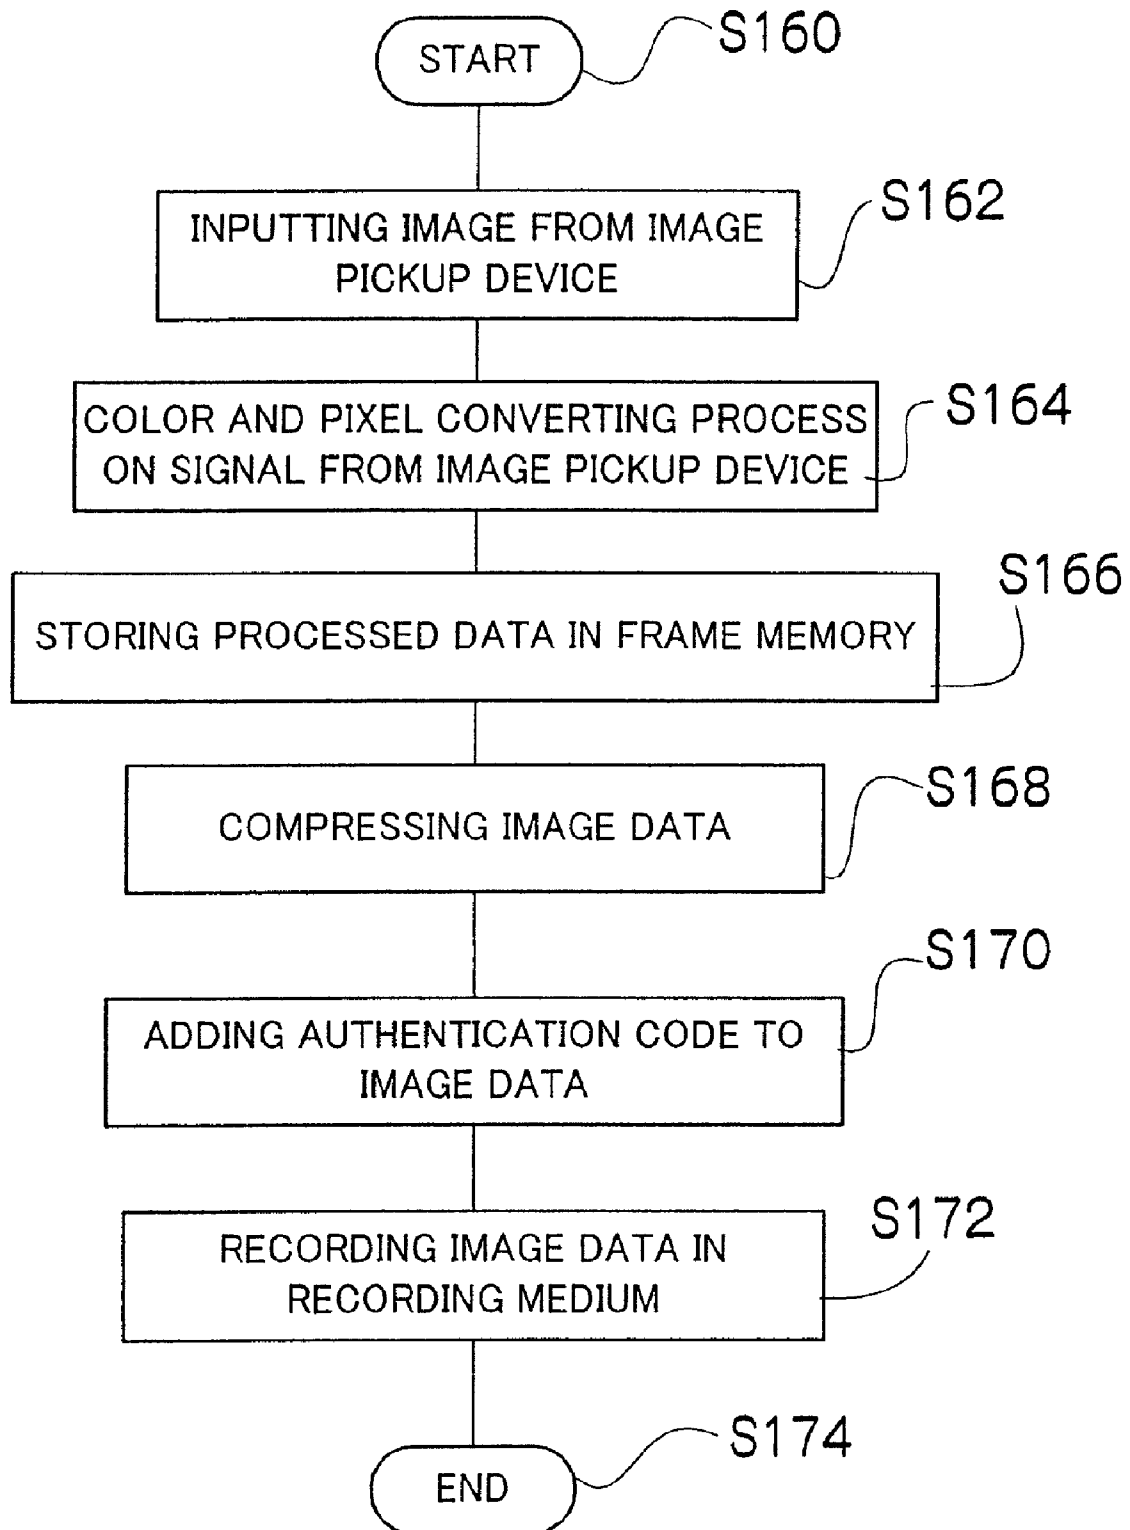 START
S160
INPUTTING IMAGE FROM IMAGE
PICKUP DEVICE
S162
COLOR AND PIXEL CONVERTING PROCESS
ON SIGNAL FROM IMAGE PICKUP DEVICE
S164
STORING PROCESSED DATA IN FRAME MEMORY
S166
COMPRESSING IMAGE DATA
S168
ADDING AUTHENTICATION CODE TO
IMAGE DATA
S170
RECORDING IMAGE DATA IN
RECORDING MEDIUM
S172
END
S174